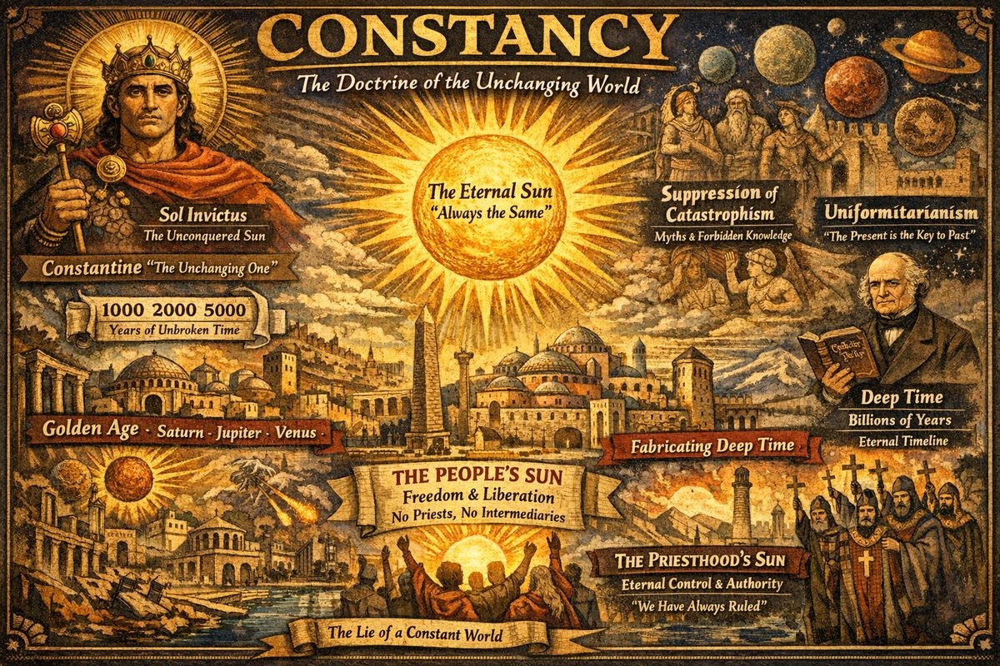 CONSTANCY
The Doctrine of the Unchanging World
The Eternal Sun
"Always the Same"
Sol Invictus
The Unconquered Sun
Constantine "The Unchanging One"
1000 2000 5000
Years of Unbroken Time
Suppression of
Catastrophism
Myths & Forbidden Knowledge
Uniformitarianism
"The Present is the Key to Past"
Deep Time
Billions of Years
Eternal Timeline
Golden Age · Saturn · Jupiter · Venus ·
Fabricating Deep Time
THE PEOPLE'S SUN
Freedom & Liberation
No Priests, No Intermediaries
THE PRIESTHOOD'S SUN
Eternal Control & Authority
"We Have Always Ruled"
The Lie of a Constant World